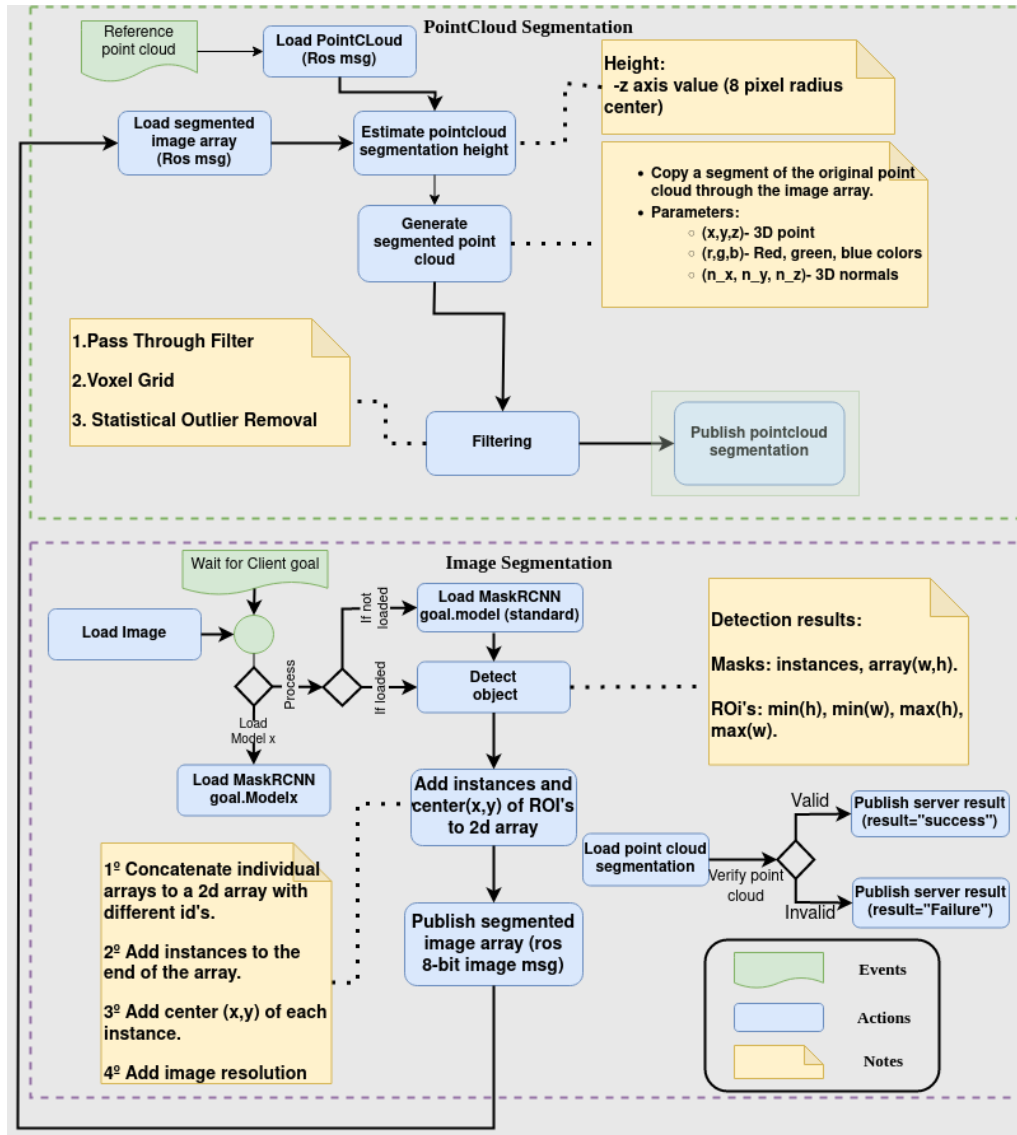 PointCloud Segmentation
Reference
point cloud
Load PointCLoud
(Ros msg)
Height:
-z axis value (8 pixel radius
center)
Load segmented
image array
(Ros msg)
Estimate pointcloud
segmentation height
• Copy a segment of the original point
cloud through the image array.
• Parameters:
○ (x,y,z)- 3D point
○ (r,g,b)- Red, green, blue colors
○ (n_x, n_y, n_z)- 3D normals
Generate
segmented point
cloud
1.Pass Through Filter
2.Voxel Grid
3. Statistical Outlier Removal
Filtering
Publish pointcloud
segmentation
Image Segmentation
Wait for Client goal
Load Image
If not
loaded
Load MaskRCNN
goal.model (standard)
Process
If loaded
Detect
object
Detection results:
Masks: instances, array(w,h).
ROi's: min(h), min(w), max(h),
max(w).
Load
Model x
Load MaskRCNN
goal.Modelx
Add instances and
center(x,y) of ROI's
to 2d array
Load point cloud
segmentation
Verify point
cloud
Valid
Publish server result
(result="success")
Invalid
Publish server result
(result="Failure")
1º Concatenate individual
arrays to a 2d array with
different id's.
2º Add instances to the
end of the array.
3º Add center (x,y) of each
instance.
4º Add image resolution
Publish segmented
image array (ros
8-bit image msg)
Events
Actions
Notes